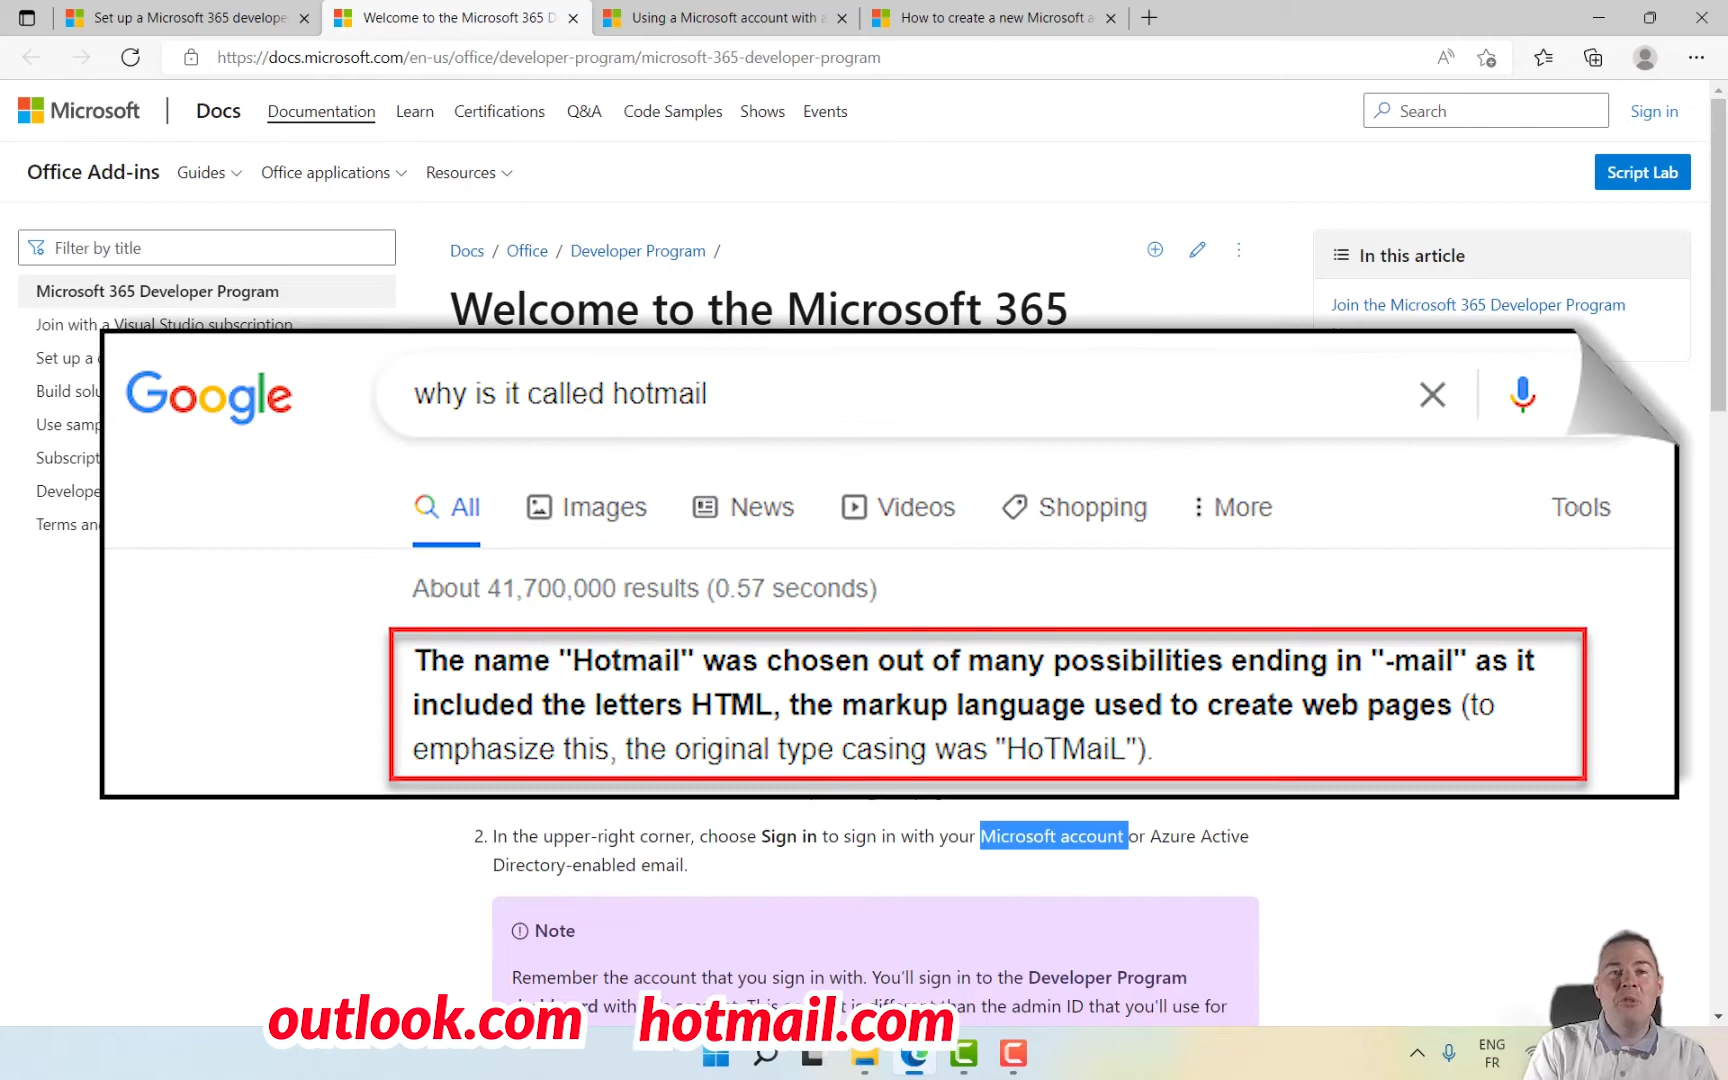 Set up a Microsoft 365 develope
Welcome to the Microsoft 365 D
Using a Microsoft account with a
How to create a new Microsoft a
https://docs.microsoft.com/en-us/office/developer-program/microsoft-365-developer-program
Microsoft
Docs
Documentation
Learn
Certifications
Q&A
Code Samples
Shows
Events
Search
Sign in
Office Add-ins
Guides
Office applications
Resources
Script Lab
Filter by title
Docs / Office / Developer Program /
In this article
Microsoft 365 Developer Program
Welcome to the Microsoft 365
Join the Microsoft 365 Developer Program
Join with a Visual Studio subscription
Set up a
Build solu
Use samp
Subscript
Develope
Terms an
Google
why is it called hotmail
All
Images
News
Videos
Shopping
More
Tools
About 41,700,000 results (0.57 seconds)
The name "Hotmail" was chosen out of many possibilities ending in "-mail" as it
included the letters HTML, the markup language used to create web pages (to
emphasize this, the original type casing was "HoTMaiL").
2. In the upper-right corner, choose Sign in to sign in with your Microsoft account or Azure Active
Directory-enabled email.
Note
Remember the account that you sign in with. You'll sign in to the Developer Program
with than the admin ID that you'll use for
outlook.com hotmail.com
ENG
FR